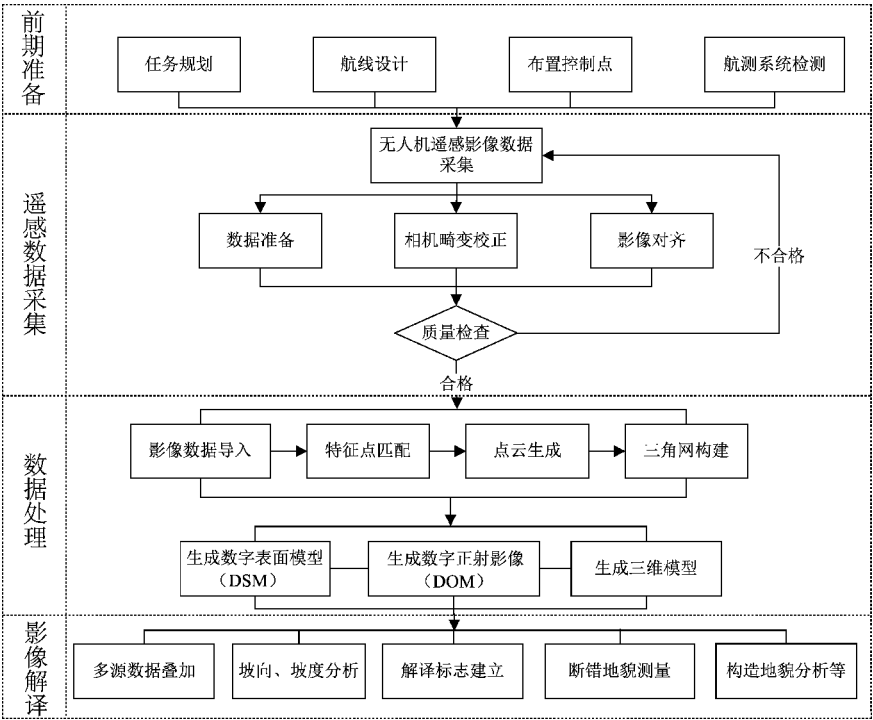 前期准备
任务规划
航线设计
布置控制点
航测系统检测
遥感数据采集
无人机遥感影像数据
采集
数据准备
相机畸变校正
影像对齐
不合格
质量检查
合格
数据处理
影像数据导入
特征点匹配
点云生成
三角网构建
生成数字表面模型
（DSM）
生成数字正射影像
（DOM）
生成三维模型
影像解译
多源数据叠加
坡向、坡度分析
解译标志建立
断错地貌测量
构造地貌分析等